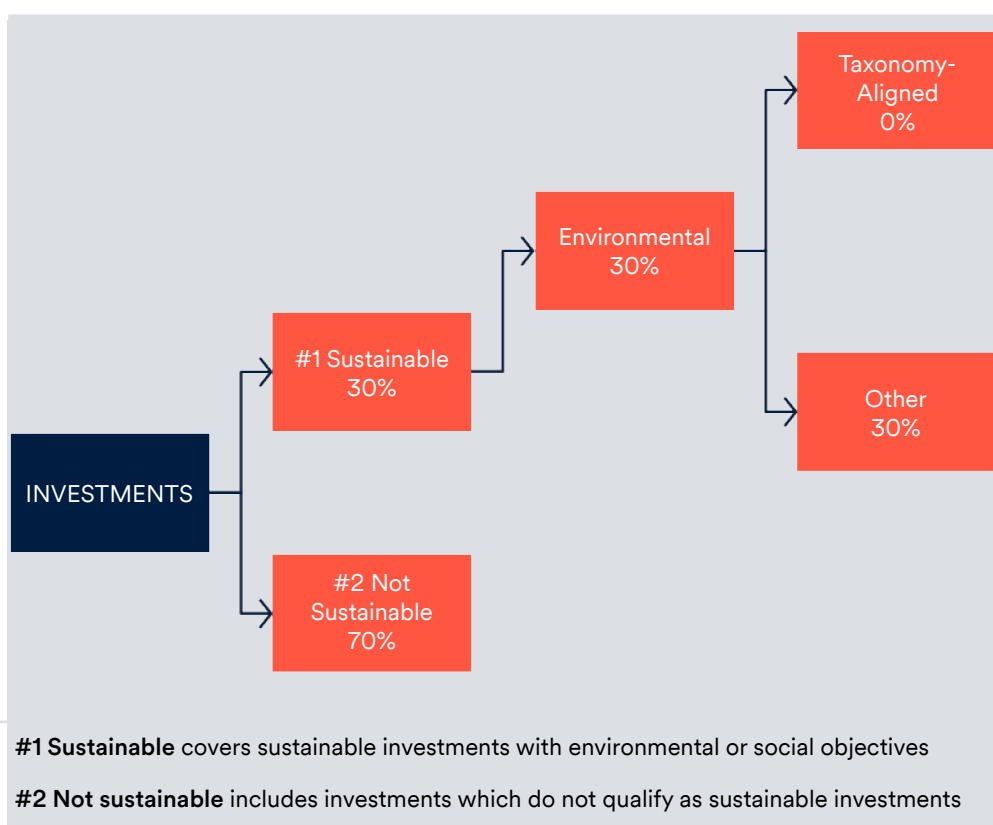 Taxonomy-
Aligned
0%
Environmental
30%
#1 Sustainable
30%
Other
30%
INVESTMENTS
#2 Not
Sustainable
70%
#1 Sustainable covers sustainable investments with environmental or social objectives
#2 Not sustainable includes investments which do not qualify as sustainable investments